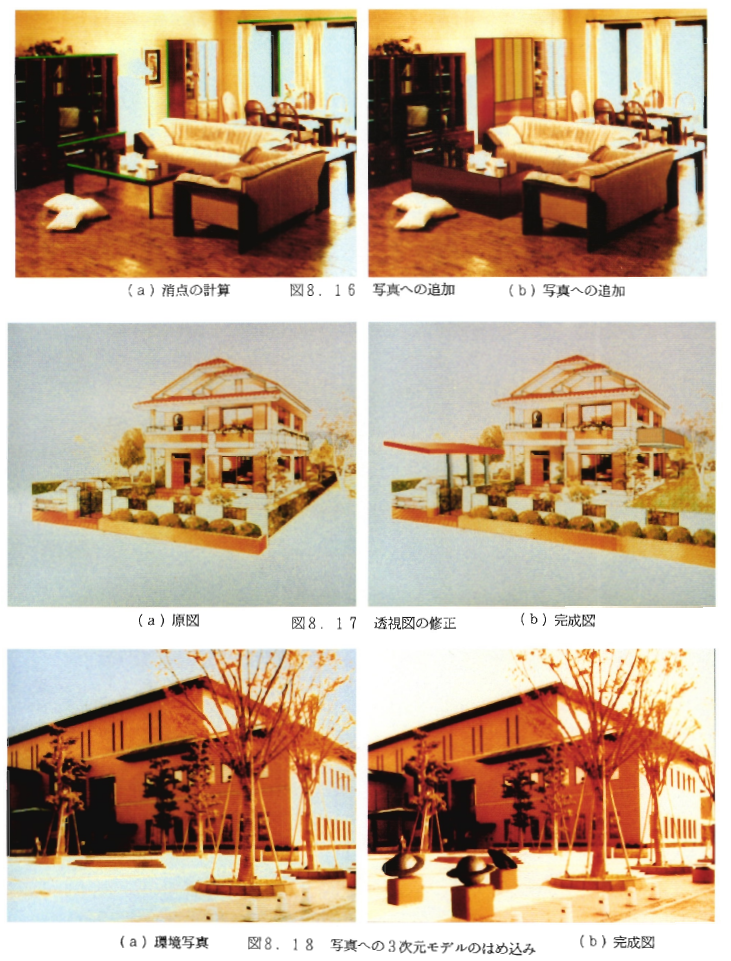 (a)消点の計算 図8.16 写真への追加 (b)写真への追加
(a)原図 図8.17 透視図の修正 (b)完成図
(a)環境写真 図8.18 写真への3次元モデルのはめ込み (b)完成図